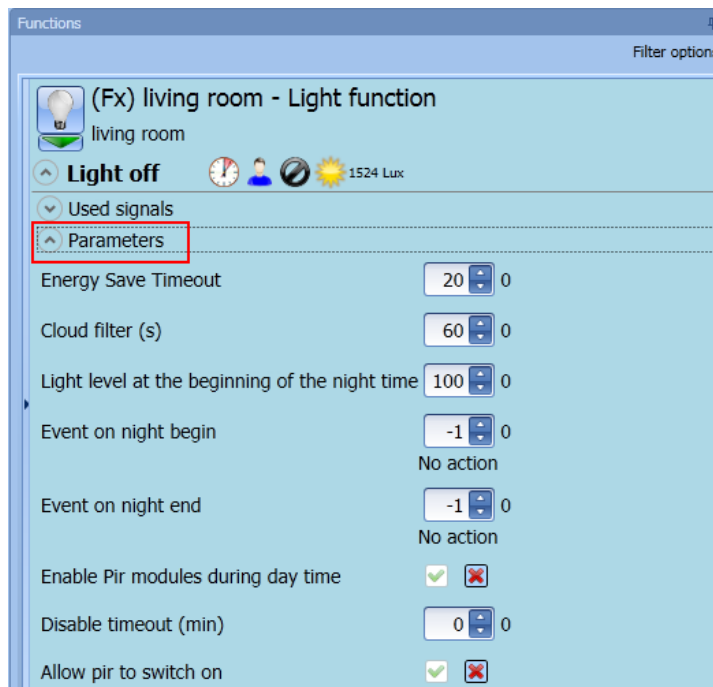 Functions
Filter options
(Fx) living room - Light function
living room
Light off 1524 Lux
Used signals
Parameters
Energy Save Timeout 20 0
Cloud filter (s) 60 0
Light level at the beginning of the night time 100 0
Event on night begin -1 0
No action
Event on night end -1 0
No action
Enable Pir modules during day time
Disable timeout (min) 0 0
Allow pir to switch on